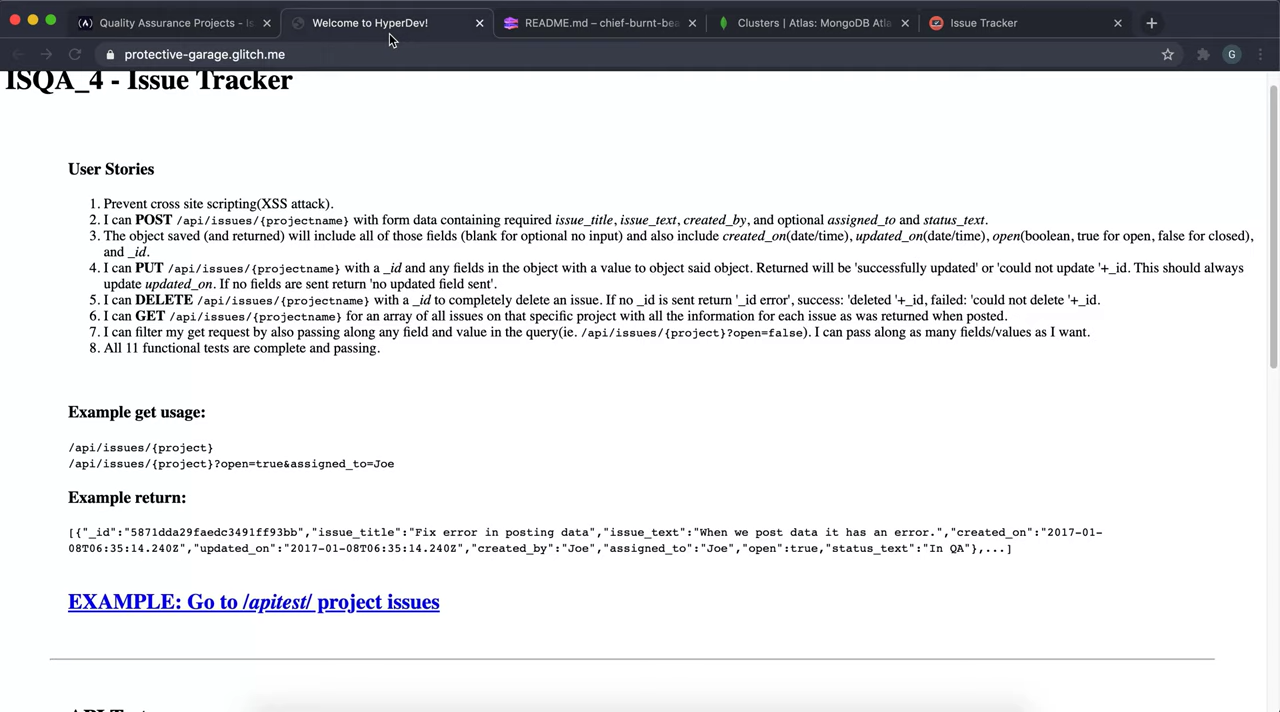 Quality Assurance Projects - Is
Welcome to HyperDev!
README.md – chief-burnt-bea
Clusters | Atlas: MongoDB Atla
Issue Tracker
protective-garage.glitch.me
G
ISQA_4 - Issue Tracker
User Stories
1. Prevent cross site scripting(XSS attack).
2. I can POST /api/issues/{projectname} with form data containing required issue_title, issue_text, created_by, and optional assigned_to and status_text.
3. The object saved (and returned) will include all of those fields (blank for optional no input) and also include created_on(date/time), updated_on(date/time), open(boolean, true for open, false for closed),
and _id.
4. I can PUT /api/issues/{projectname} with a _id and any fields in the object with a value to object said object. Returned will be 'successfully updated' or 'could not update '+_id. This should always
update updated_on. If no fields are sent return 'no updated field sent'.
5. I can DELETE /api/issues/{projectname} with a _id to completely delete an issue. If no _id is sent return '_id error', success: 'deleted '+_id, failed: 'could not delete '+_id.
6. I can GET /api/issues/{projectname} for an array of all issues on that specific project with all the information for each issue as was returned when posted.
7. I can filter my get request by also passing along any field and value in the query(ie. /api/issues/{project}?open=false). I can pass along as many fields/values as I want.
8. All 11 functional tests are complete and passing.
Example get usage:
/api/issues/{project}
/api/issues/{project}?open=true&assigned_to=Joe
Example return:
[{"_id":"5871dda29faedc3491ff93bb","issue_title":"Fix error in posting data","issue_text":"When we post data it has an error.","created_on":"2017-01-
08T06:35:14.240Z","updated_on":"2017-01-08T06:35:14.240Z","created_by":"Joe","assigned_to":"Joe","open":true,"status_text":"In QA"},...]
EXAMPLE: Go to /apitest/ project issues